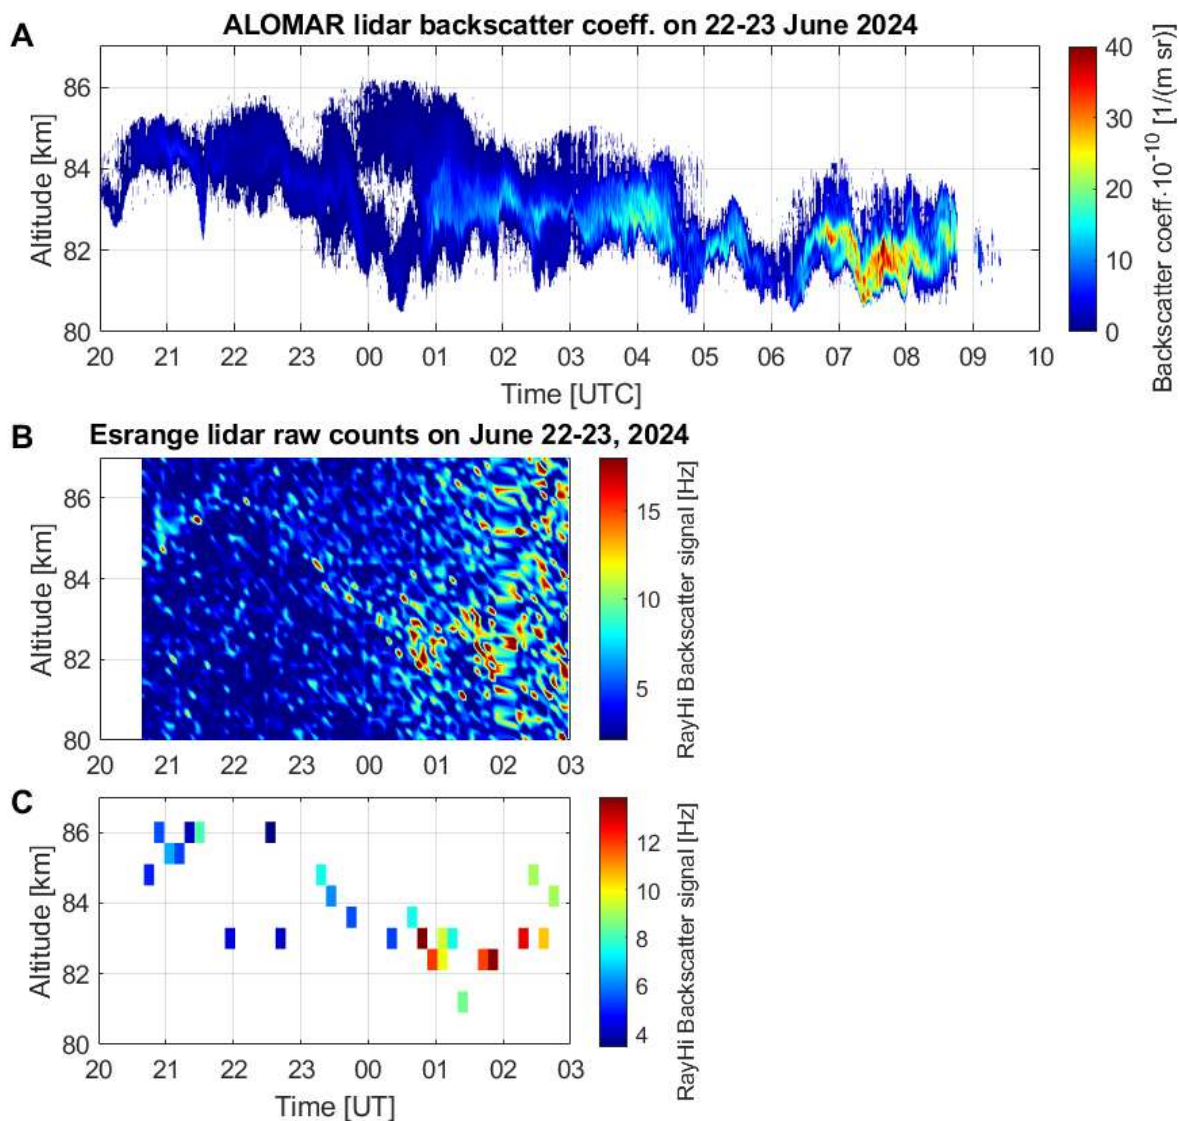 A
ALOMAR lidar backscatter coeff. on 22-23 June 2024
Altitude [km]
86
84
82
80
20 21 22 23 00 01 02 03 04 05 06 07 08 09 10
Time [UTC]
40
30
20
10
0
Backscatter coeff·10⁻¹⁰ [1/(m sr)]
B
Esrange lidar raw counts on June 22-23, 2024
Altitude [km]
86
84
82
80
20 21 22 23 00 01 02 03
15
10
5
RayHi Backscatter signal [Hz]
C
Altitude [km]
86
84
82
80
20 21 22 23 00 01 02 03
Time [UT]
12
10
8
6
4
RayHi Backscatter signal [Hz]